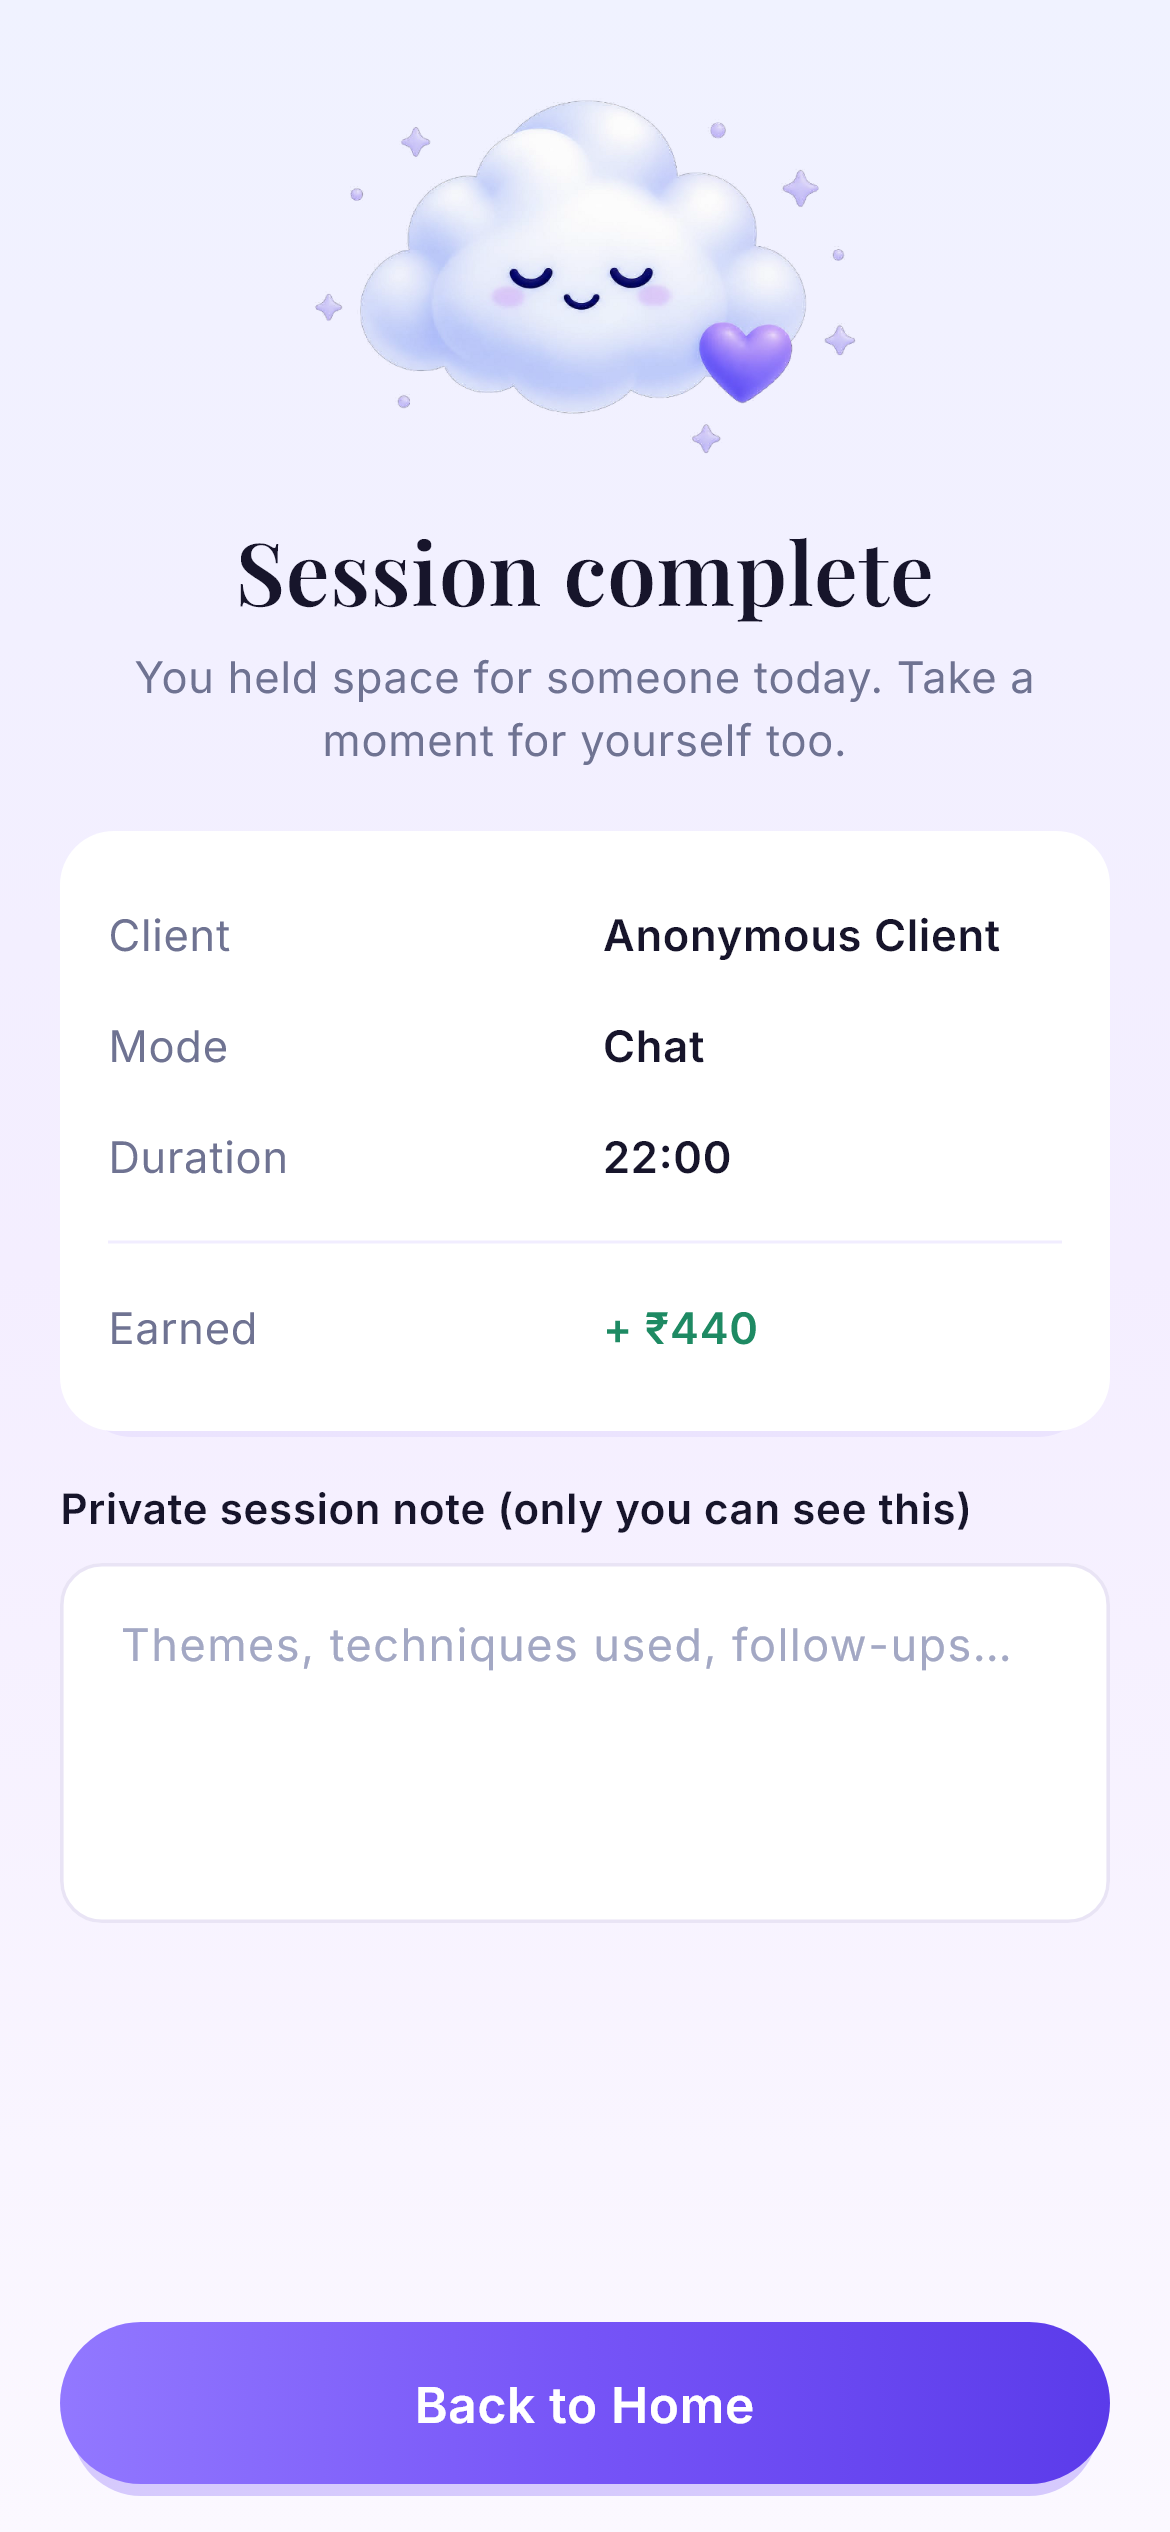 Session complete
You held space for someone today. Take a
moment for yourself too.
Client Anonymous Client
Mode Chat
Duration 22:00
Earned + ₹440
Private session note (only you can see this)
Themes, techniques used, follow-ups...
Back to Home